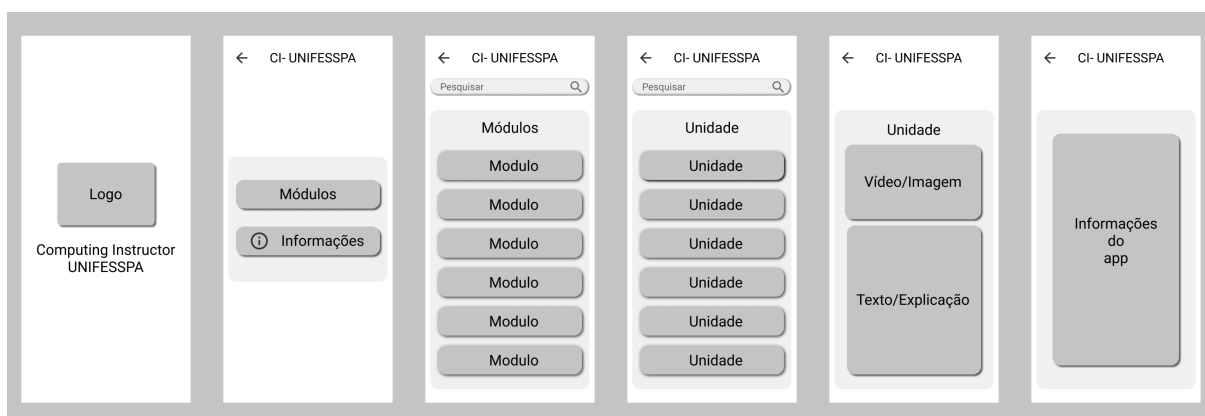 Logo
Computing Instructor
UNIFESSPA
CI- UNIFESSPA
Módulos
Informações
CI- UNIFESSPA
Pesquisar
Módulos
Modulo
Modulo
Modulo
Modulo
Modulo
Modulo
CI- UNIFESSPA
Pesquisar
Unidade
Unidade
Unidade
Unidade
Unidade
Unidade
Unidade
CI- UNIFESSPA
Unidade
Vídeo/Imagem
Texto/Explicação
CI- UNIFESSPA
Informações
do
app